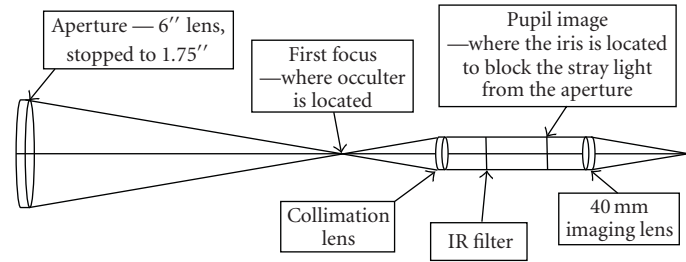 Aperture — 6′′ lens,
stopped to 1.75′′
First focus
—where occulter
is located
Pupil image
—where the iris is located
to block the stray light
from the aperture
Collimation
lens
IR filter
40 mm
imaging lens